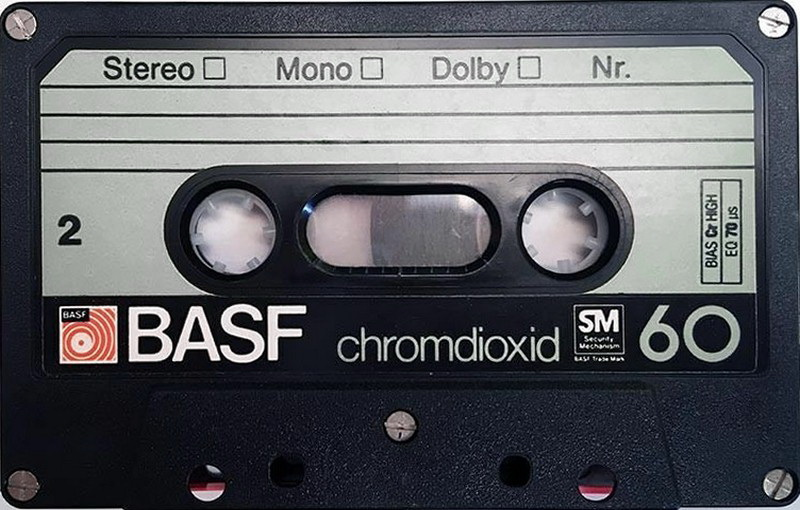 Stereo □ Mono □ Dolby □ Nr.
2
BIAS Cr HIGH
EQ 70 µs
BASF
BASF chromdioxid
SM
Security
Mechanism
BASF Trade Mark
60